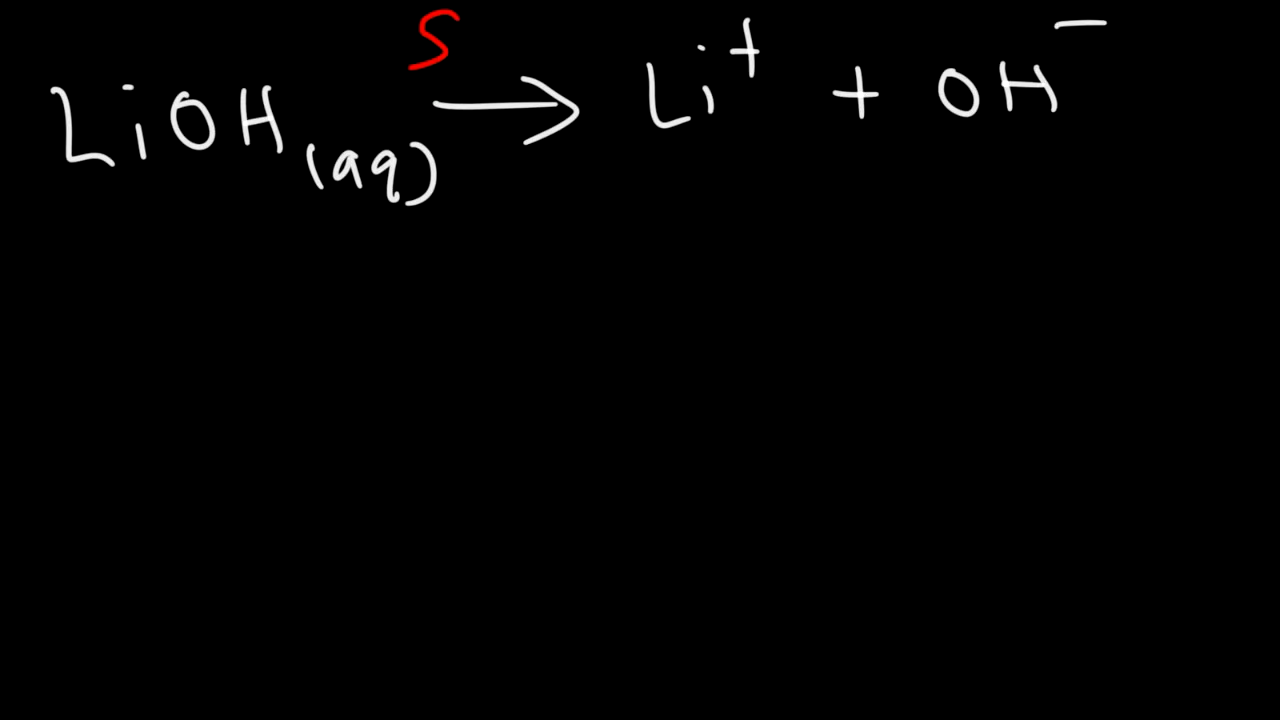 S
LiOH(aq) → Li⁺ + OH⁻